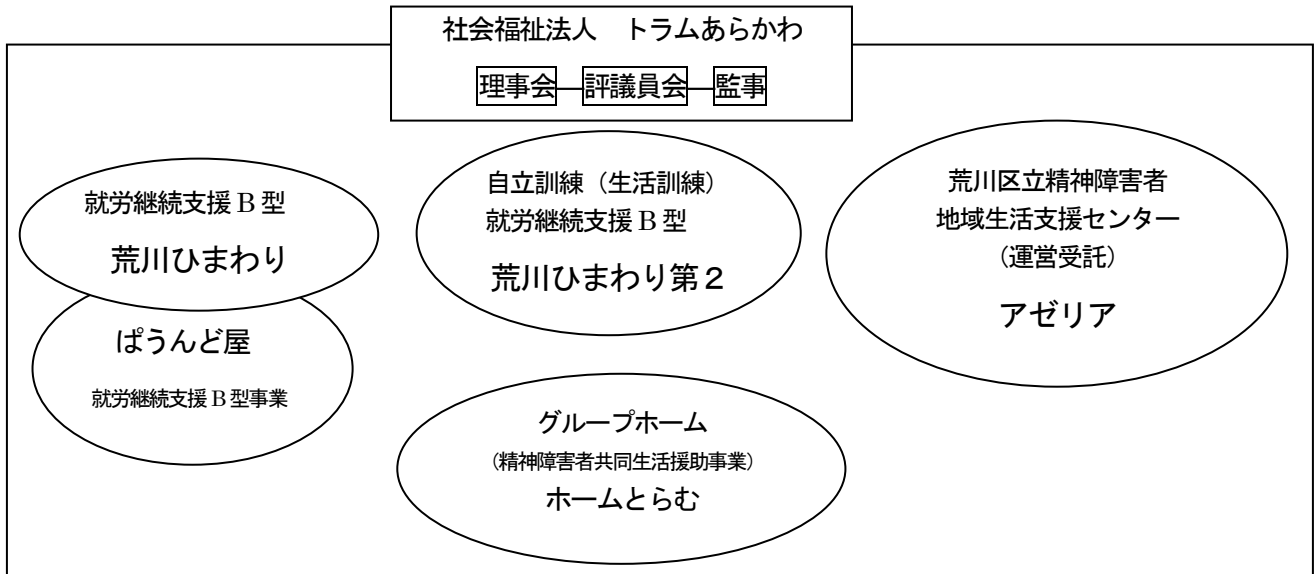 社会福祉法人　トラムあらかわ
理事会―評議員会―監事
就労継続支援 B 型
荒川ひまわり
ぱうんど屋
就労継続支援 B 型事業
自立訓練（生活訓練）
就労継続支援 B 型
荒川ひまわり第２
グループホーム
（精神障害者共同生活援助事業）
ホームとらむ
荒川区立精神障害者
地域生活支援センター
（運営受託）
アゼリア